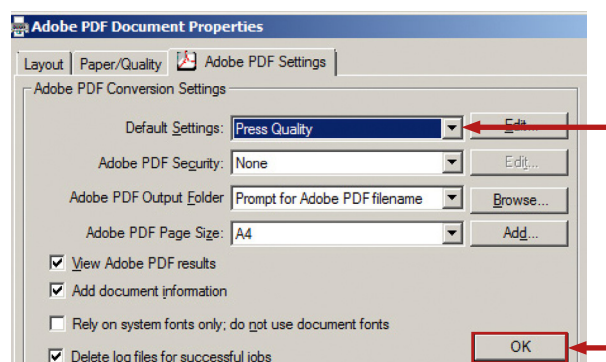 Adobe PDF Document Properties
Layout Paper/Quality Adobe PDF Settings
Adobe PDF Conversion Settings
Default Settings: Press Quality Edit...
Adobe PDF Security: None Edit...
Adobe PDF Output Folder Prompt for Adobe PDF filename Browse...
Adobe PDF Page Size: A4 Add...
View Adobe PDF results
Add document information
Rely on system fonts only; do not use document fonts
OK
Delete log files for successful jobs